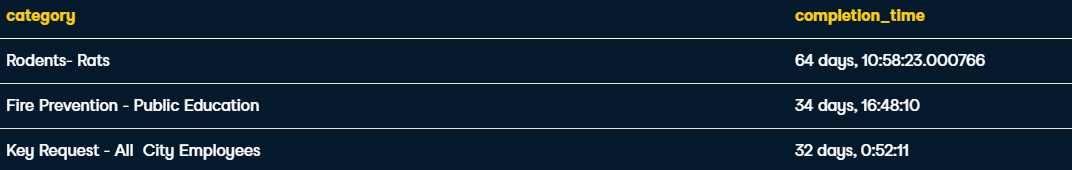 category completion_time
Rodents- Rats 64 days, 10:58:23.000766
Fire Prevention - Public Education 34 days, 16:48:10
Key Request - All  City Employees 32 days, 0:52:11